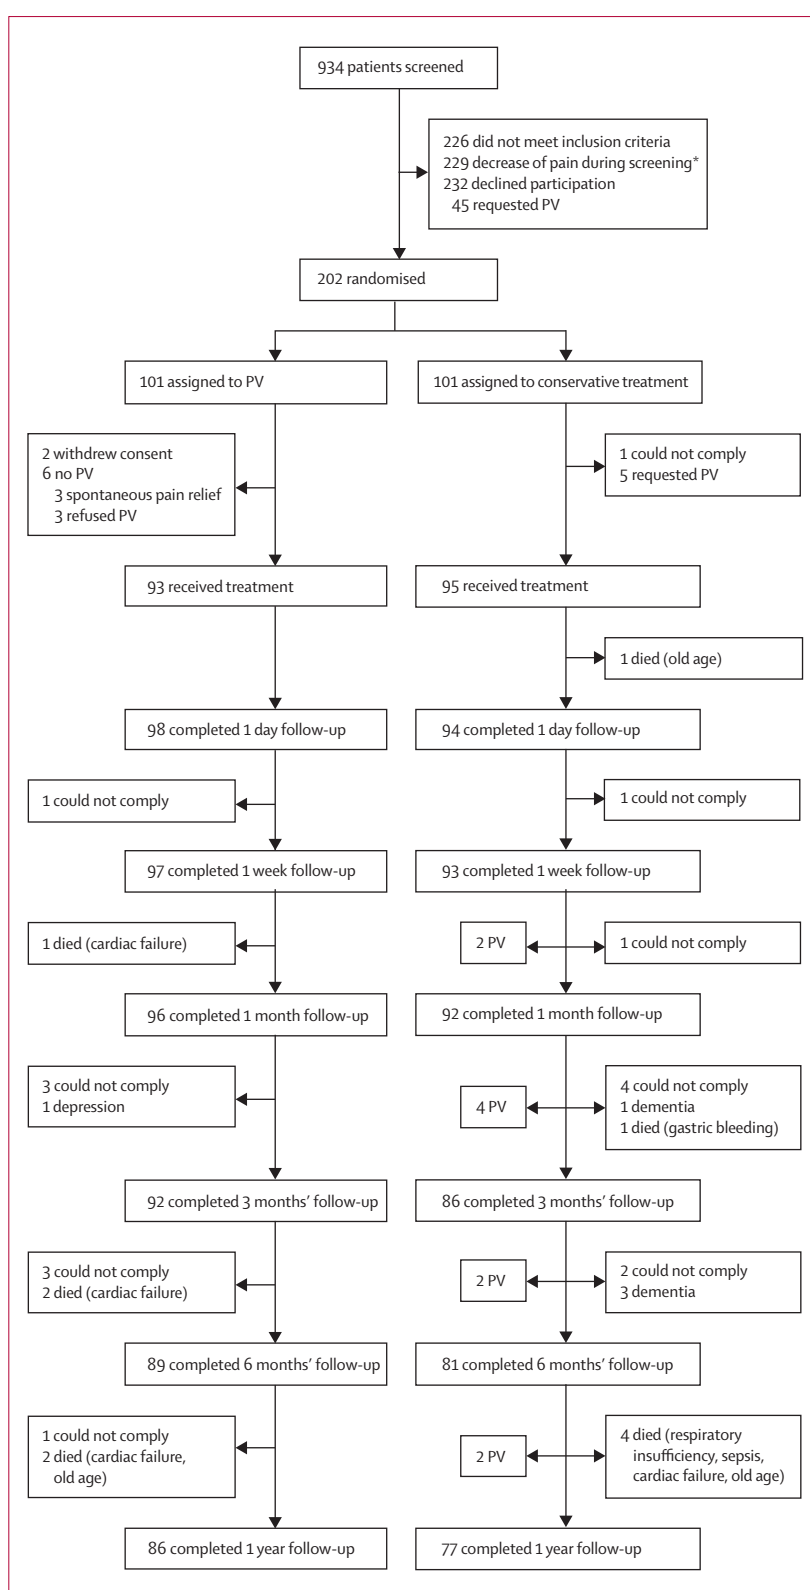 934 patients screened
226 did not meet inclusion criteria
229 decrease of pain during screening*
232 declined participation
45 requested PV
202 randomised
101 assigned to PV
101 assigned to conservative treatment
2 withdrew consent
6 no PV
3 spontaneous pain relief
3 refused PV
1 could not comply
5 requested PV
93 received treatment
95 received treatment
1 died (old age)
98 completed 1 day follow-up
94 completed 1 day follow-up
1 could not comply
1 could not comply
97 completed 1 week follow-up
93 completed 1 week follow-up
1 died (cardiac failure)
2 PV
1 could not comply
96 completed 1 month follow-up
92 completed 1 month follow-up
3 could not comply
1 depression
4 PV
4 could not comply
1 dementia
1 died (gastric bleeding)
92 completed 3 months’ follow-up
86 completed 3 months’ follow-up
3 could not comply
2 died (cardiac failure)
2 PV
2 could not comply
3 dementia
89 completed 6 months’ follow-up
81 completed 6 months’ follow-up
1 could not comply
2 died (cardiac failure,
old age)
2 PV
4 died (respiratory
insufficiency, sepsis,
cardiac failure, old age)
86 completed 1 year follow-up
77 completed 1 year follow-up